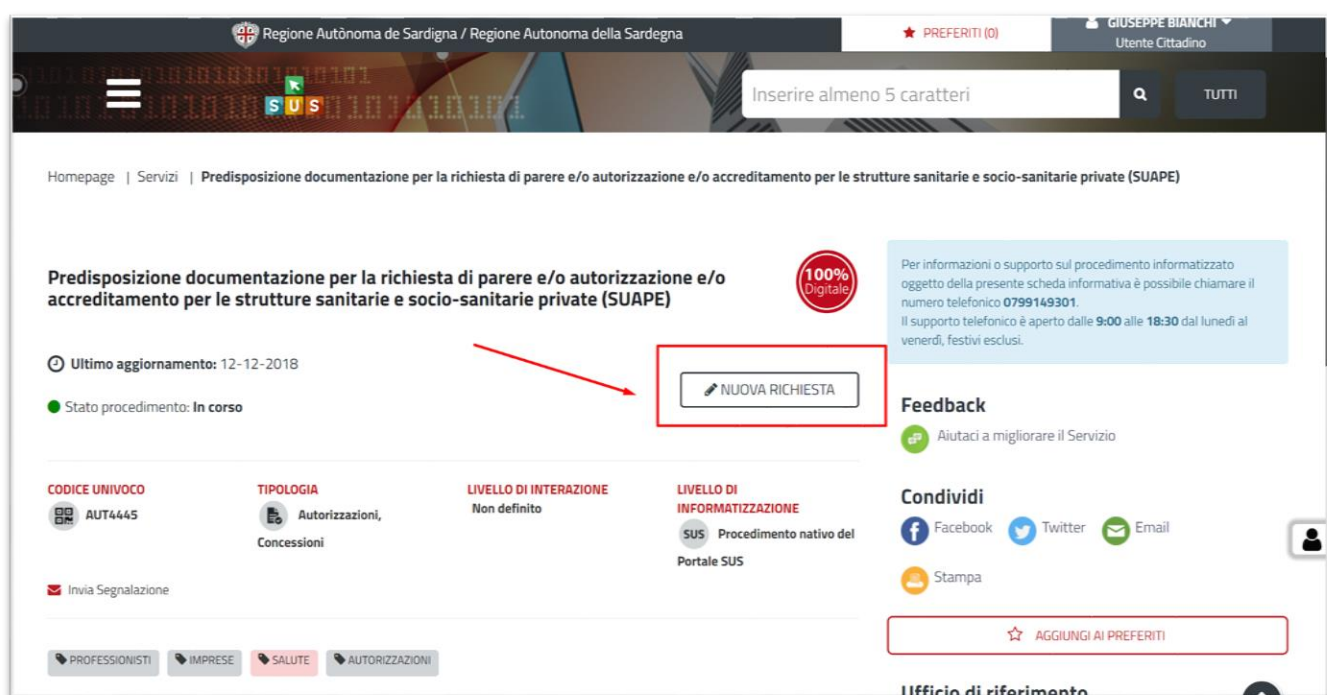 Regione Autònoma de Sardigna / Regione Autonoma della Sardegna
PREFERITI (0)
GIUSEPPE BIANCHI
Utente Cittadino
SUS
Inserire almeno 5 caratteri
TUTTI
Homepage | Servizi | Predisposizione documentazione per la richiesta di parere e/o autorizzazione e/o accreditamento per le strutture sanitarie e socio-sanitarie private (SUAPE)
Predisposizione documentazione per la richiesta di parere e/o autorizzazione e/o
accreditamento per le strutture sanitarie e socio-sanitarie private (SUAPE)
100%
Digitale
Ultimo aggiornamento: 12-12-2018
Stato procedimento: In corso
NUOVA RICHIESTA
CODICE UNIVOCO
AUT4445
TIPOLOGIA
Autorizzazioni,
Concessioni
LIVELLO DI INTERAZIONE
Non definito
LIVELLO DI
INFORMATIZZAZIONE
SUS Procedimento nativo del
Portale SUS
Invia Segnalazione
PROFESSIONISTI
IMPRESE
SALUTE
AUTORIZZAZIONI
Per informazioni o supporto sul procedimento informatizzato
oggetto della presente scheda informativa è possibile chiamare il
numero telefonico 0799149301.
Il supporto telefonico è aperto dalle 9:00 alle 18:30 dal lunedì al
venerdì, festivi esclusi.
Feedback
Aiutaci a migliorare il Servizio
Condividi
Facebook
Twitter
Email
Stampa
AGGIUNGI AI PREFERITI
Ufficio di riferimento